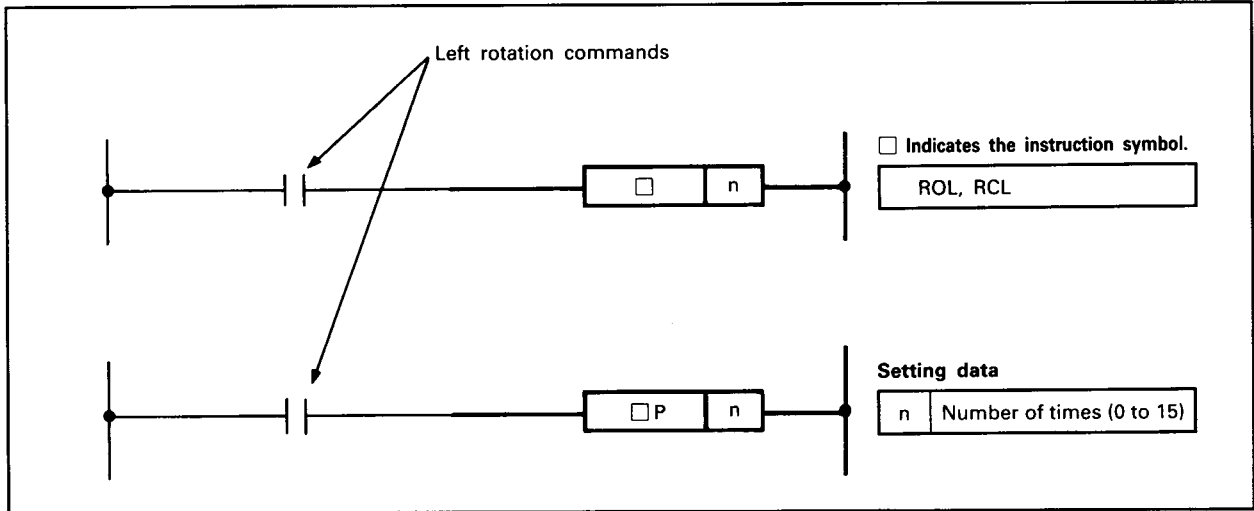 Left rotation commands
□ Indicates the instruction symbol.
□ n
ROL, RCL
Setting data
□P n
n Number of times (0 to 15)